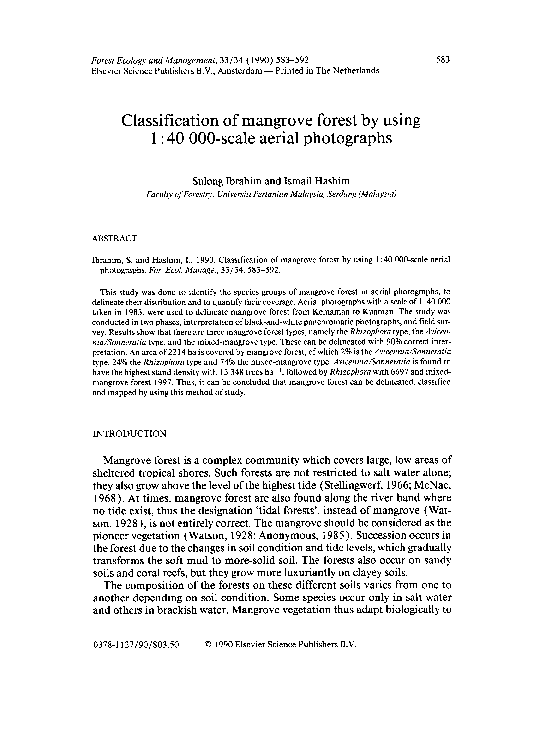 Forest Ecology and Management, 33/34 (1990) 583-592 583
Elsevier Science Publishers B.V., Amsterdam — Printed in The Netherlands
Classification of mangrove forest by using
1:40 000-scale aerial photographs
Sulong Ibrahim and Ismail Hashim
Faculty of Forestry, Universiti Pertanian Malaysia, Serdang (Malaysia)
ABSTRACT
Ibrahim, S. and Hashim, I., 1990. Classification of mangrove forest by using 1:40 000-scale aerial
photographs. For. Ecol. Manage., 33/34: 583-592.
This study was done to identify the species groups of mangrove forest in aerial photographs, to
delineate their distribution and to quantify their coverage. Aerial photographs with a scale of 1:40 000
taken in 1985, were used to delineate mangrove forest from Kemaman to Kuantan. The study was
conducted in two phases, interpretation of black-and-white panchromatic photographs, and field sur-
vey. Results show that there are three mangrove forest types, namely the Rhizophora type, the Avicen-
nia/Sonneratia type, and the mixed-mangrove type. These can be delineated with 90% correct inter-
pretation. An area of 2214 ha is covered by mangrove forest, of which 2% is the Avicennia/Sonneratia
type, 24% the Rhizophora type and 74% the mixed-mangrove type. Avicennia/Sonneratia is found to
have the highest stand density with 13 348 trees ha⁻¹, followed by Rhizophora with 6697 and mixed-
mangrove forest 1997. Thus, it can be concluded that mangrove forest can be delineated, classified
and mapped by using this method of study.
INTRODUCTION
Mangrove forest is a complex community which covers large, low areas of
sheltered tropical shores. Such forests are not restricted to salt water alone;
they also grow above the level of the highest tide (Stellingwerf, 1966; McNae,
1968). At times, mangrove forest are also found along the river band where
no tide exist, thus the designation 'tidal forests', instead of mangrove (Wat-
son, 1928), is not entirely correct. The mangrove should be considered as the
pioneer vegetation (Watson, 1928; Anonymous, 1985). Succession occurs in
the forest due to the changes in soil condition and tide levels, which gradually
transforms the soft mud to more-solid soil. The forests also occur on sandy
soils and coral reefs, but they grow more luxuriantly on clayey soils.
The composition of the forests on these different soils varies from one to
another depending on soil condition. Some species occur only in salt water
and others in brackish water. Mangrove vegetation thus adapt biologically to
0378-1127/90/$03.50 © 1990 Elsevier Science Publishers B.V.